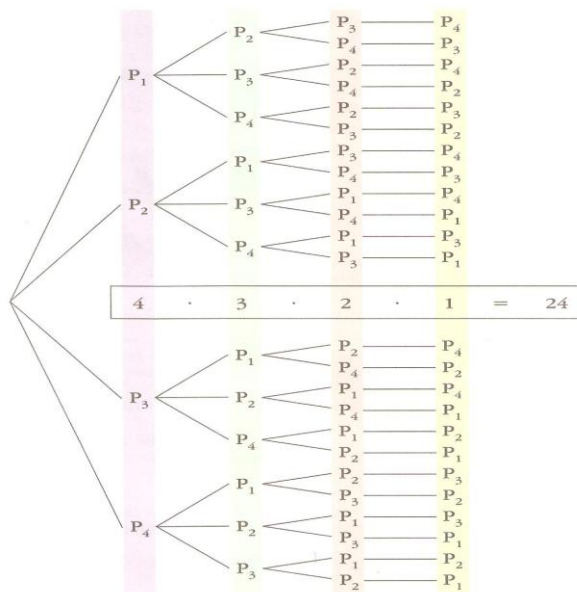 P₃ P₄
P₂
P₄ P₃
P₂ P₄
P₁ P₃
P₄ P₂
P₂ P₃
P₄
P₃ P₂
P₃ P₄
P₁
P₄ P₃
P₁ P₄
P₂ P₃
P₄ P₁
P₁ P₃
P₄
P₃ P₁
4 · 3 · 2 · 1 = 24
P₂ P₄
P₁
P₄ P₂
P₁ P₄
P₃ P₂
P₄ P₁
P₁ P₂
P₄
P₂ P₁
P₂ P₃
P₁
P₃ P₂
P₁ P₃
P₄ P₂
P₃ P₁
P₁ P₂
P₃
P₂ P₁